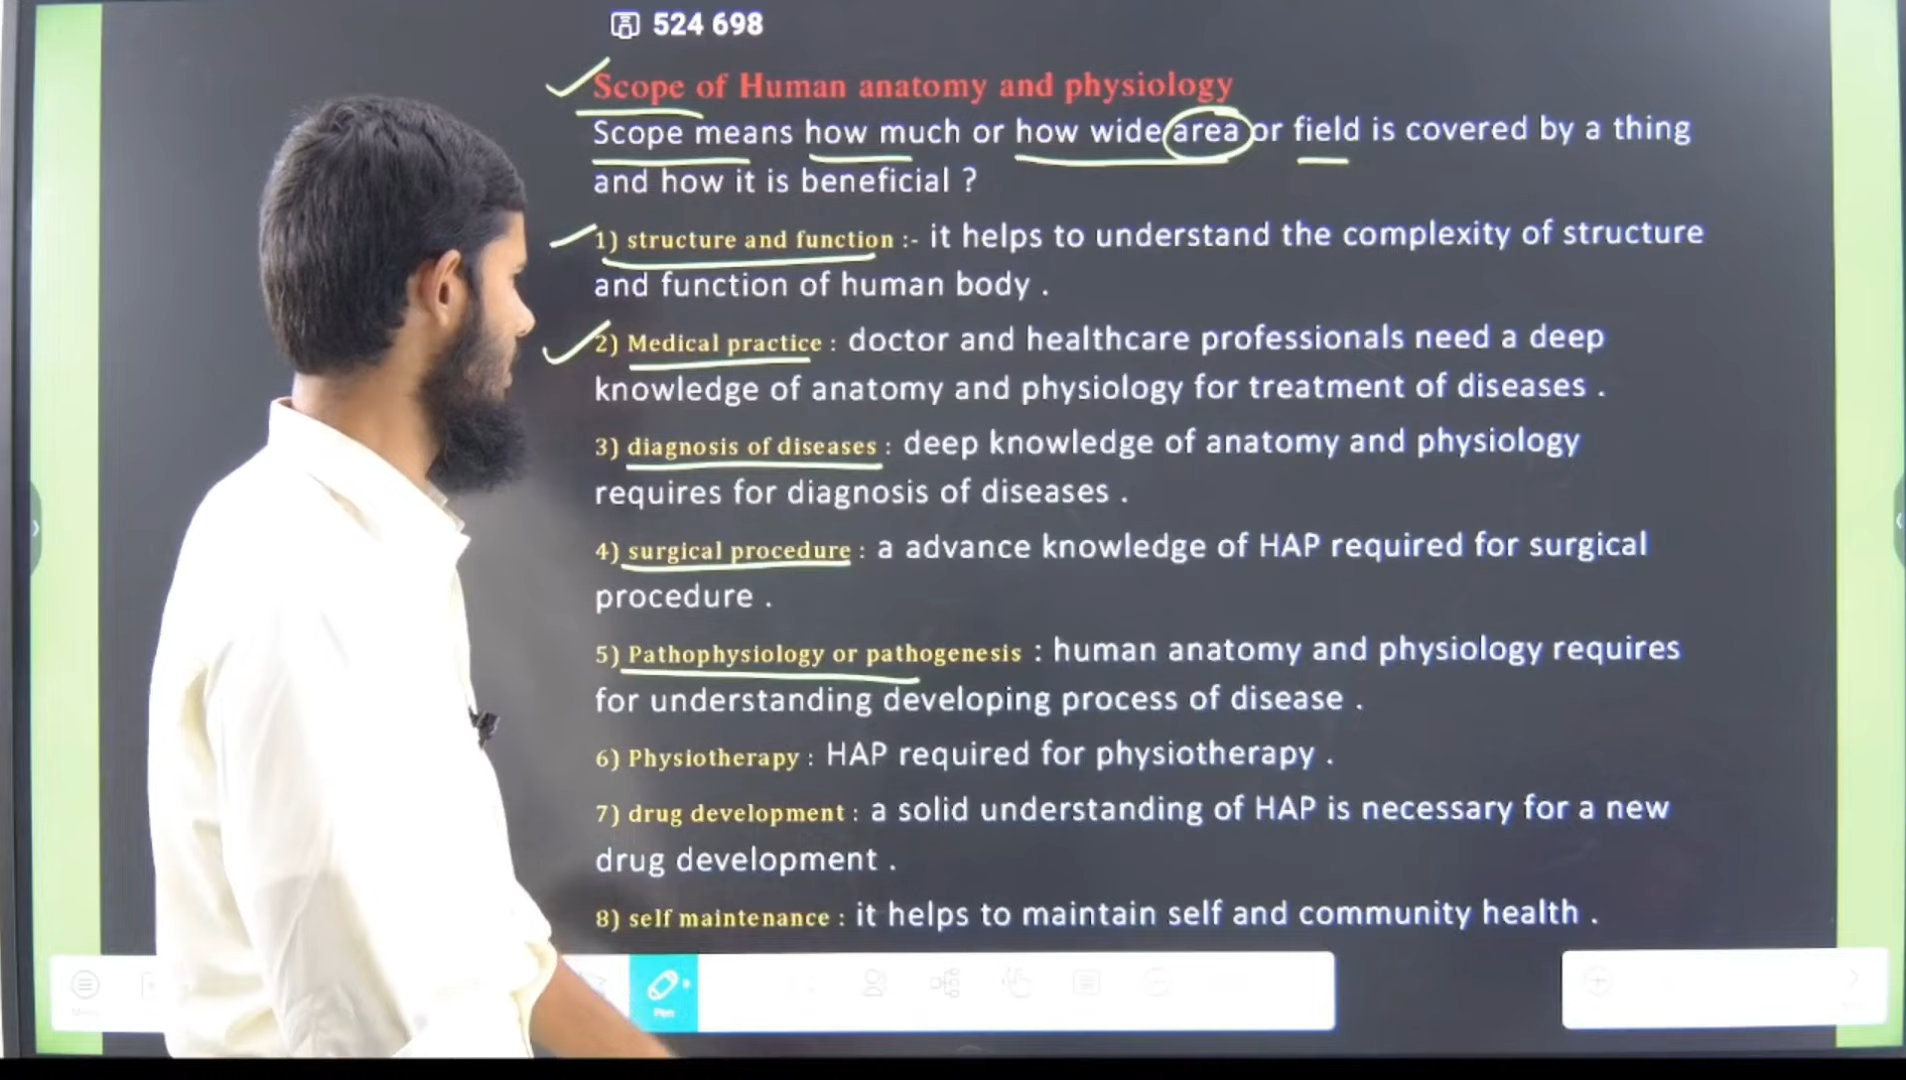 524 698
Scope of Human anatomy and physiology
Scope means how much or how wide area or field is covered by a thing
and how it is beneficial ?
1) structure and function :- it helps to understand the complexity of structure
and function of human body .
2) Medical practice : doctor and healthcare professionals need a deep
knowledge of anatomy and physiology for treatment of diseases .
3) diagnosis of diseases : deep knowledge of anatomy and physiology
requires for diagnosis of diseases .
4) surgical procedure : a advance knowledge of HAP required for surgical
procedure .
5) Pathophysiology or pathogenesis : human anatomy and physiology requires
for understanding developing process of disease .
6) Physiotherapy : HAP required for physiotherapy .
7) drug development : a solid understanding of HAP is necessary for a new
drug development .
8) self maintenance : it helps to maintain self and community health .
Pen